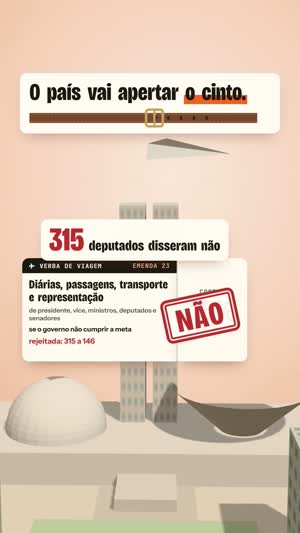 O país vai apertar o cinto.
315 deputados disseram não
VERBA DE VIAGEM EMENDA 23
Diárias, passagens, transporte
e representação
de presidente, vice, ministros, deputados e
senadores
se o governo não cumprir a meta
rejeitada: 315 a 146
NÃO